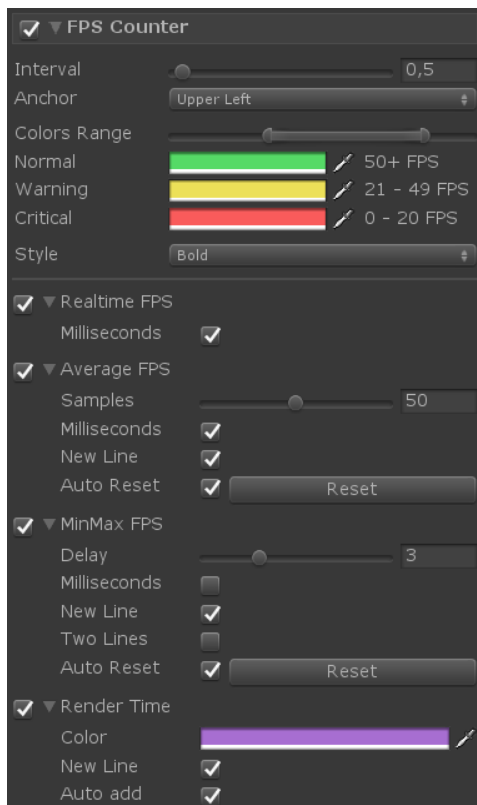 FPS Counter
Interval 0,5
Anchor Upper Left
Colors Range
Normal 50+ FPS
Warning 21 - 49 FPS
Critical 0 - 20 FPS
Style Bold
Realtime FPS
Milliseconds
Average FPS
Samples 50
Milliseconds
New Line
Auto Reset Reset
MinMax FPS
Delay 3
Milliseconds
New Line
Two Lines
Auto Reset Reset
Render Time
Color
New Line
Auto add